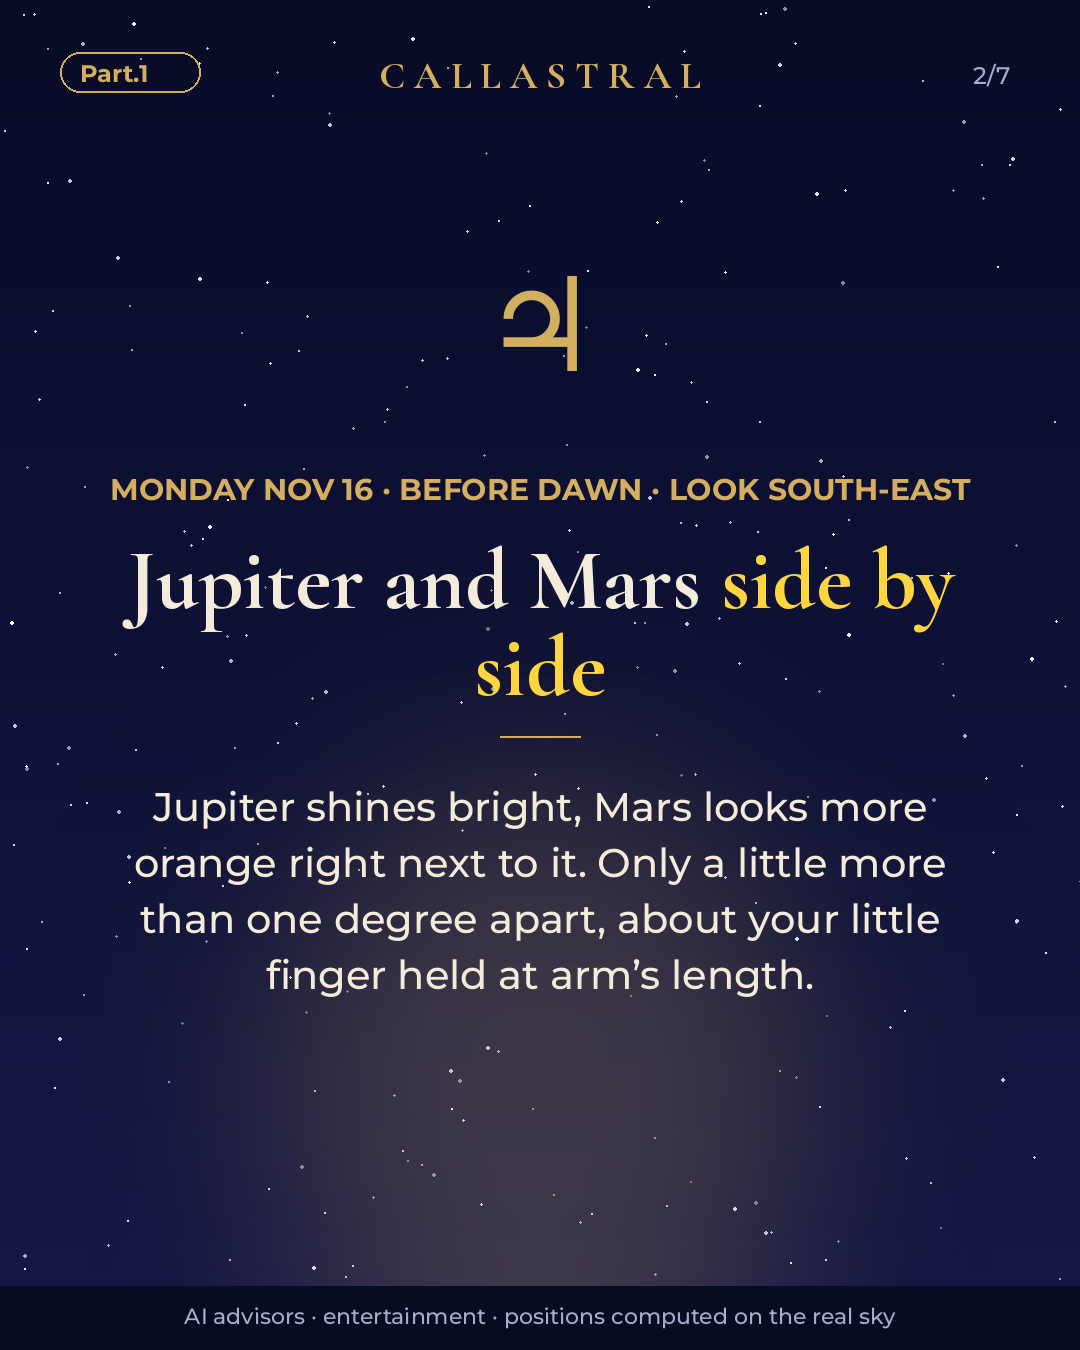 Part.1
CALLASTRAL
2/7
♃
MONDAY NOV 16 · BEFORE DAWN · LOOK SOUTH-EAST
Jupiter and Mars side by
side
Jupiter shines bright, Mars looks more
orange right next to it. Only a little more
than one degree apart, about your little
finger held at arm’s length.
AI advisors · entertainment · positions computed on the real sky